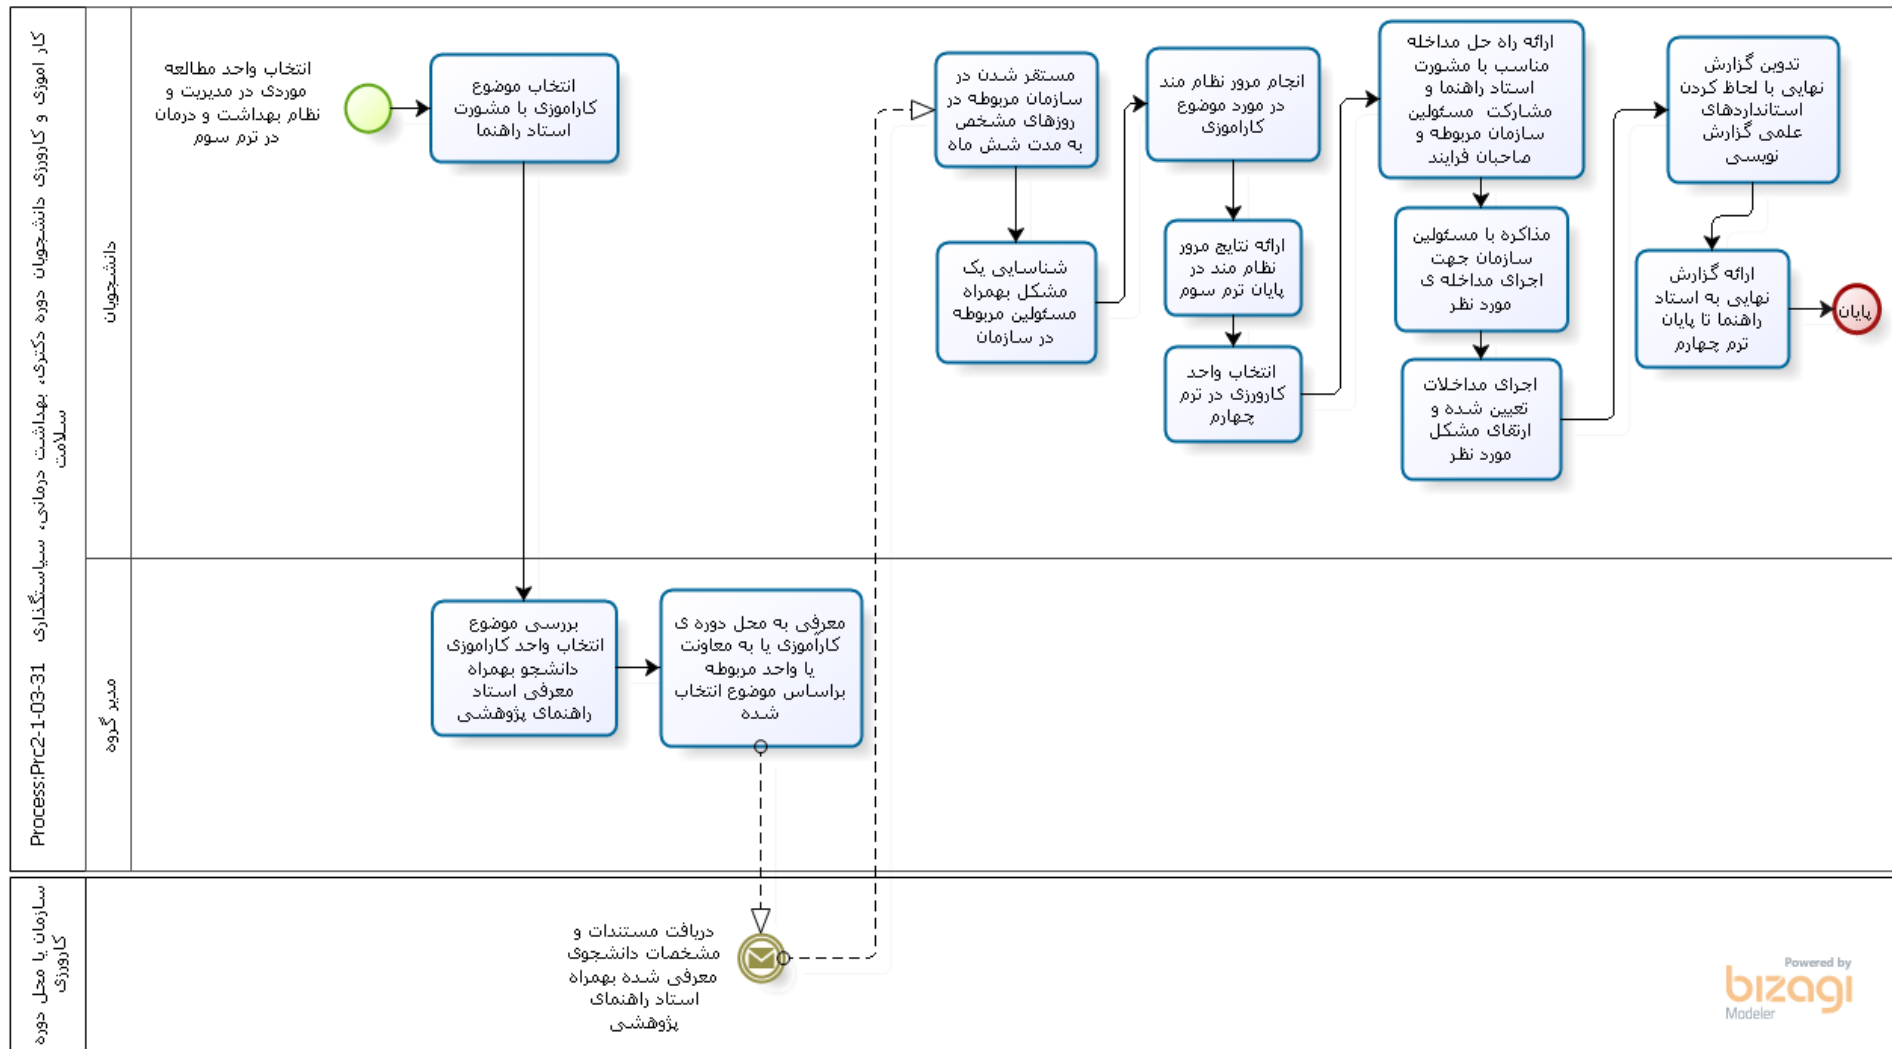 Process:Prc2-1-03-31 کار اموزی و کارورزی دانشجویان دوره دکتری، بهداشت درمانی، سیاستگذاری
سلامت
دانشجویان
انتخاب واحد مطالعه
موردی در مدیریت و
نظام بهداشت و درمان
در ترم سوم
انتخاب موضوع
کاراموزی با مشورت
استاد راهنما
مستقر شدن در
سازمان مربوطه در
روزهای مشخص
به مدت شش ماه
شناسایی یک
مشکل بهمراه
مسئولین مربوطه
در سازمان
انجام مرور نظام مند
در مورد موضوع
کاراموزی
ارائه نتایج مرور
نظام مند در
پایان ترم سوم
انتخاب واحد
کارورزی در ترم
چهارم
ارائه راه حل مداخله
مناسب با مشورت
استاد راهنما و
مشارکت مسئولین
سازمان مربوطه و
صاحبان فرایند
مذاکره با مسئولین
سازمان جهت
اجرای مداخله ی
مورد نظر
اجرای مداخلات
تعیین شده و
ارتقای مشکل
مورد نظر
تدوین گزارش
نهایی با لحاظ کردن
استانداردهای
علمی گزارش
نویسی
ارائه گزارش
نهایی به استاد
راهنما تا پایان
ترم چهارم
پایان
مدیر گروه
بررسی موضوع
انتخاب واحد کاراموزی
دانشجو بهمراه
معرفی استاد
راهنمای پژوهشی
معرفی به محل دوره ی
کارآموزی یا به معاونت
یا واحد مربوطه
براساس موضوع انتخاب
شده
سازمان یا محل دوره
کارورزی
دریافت مستندات و
مشخصات دانشجوی
معرفی شده بهمراه
استاد راهنمای
پژوهشی
Powered by
bizagi
Modeler